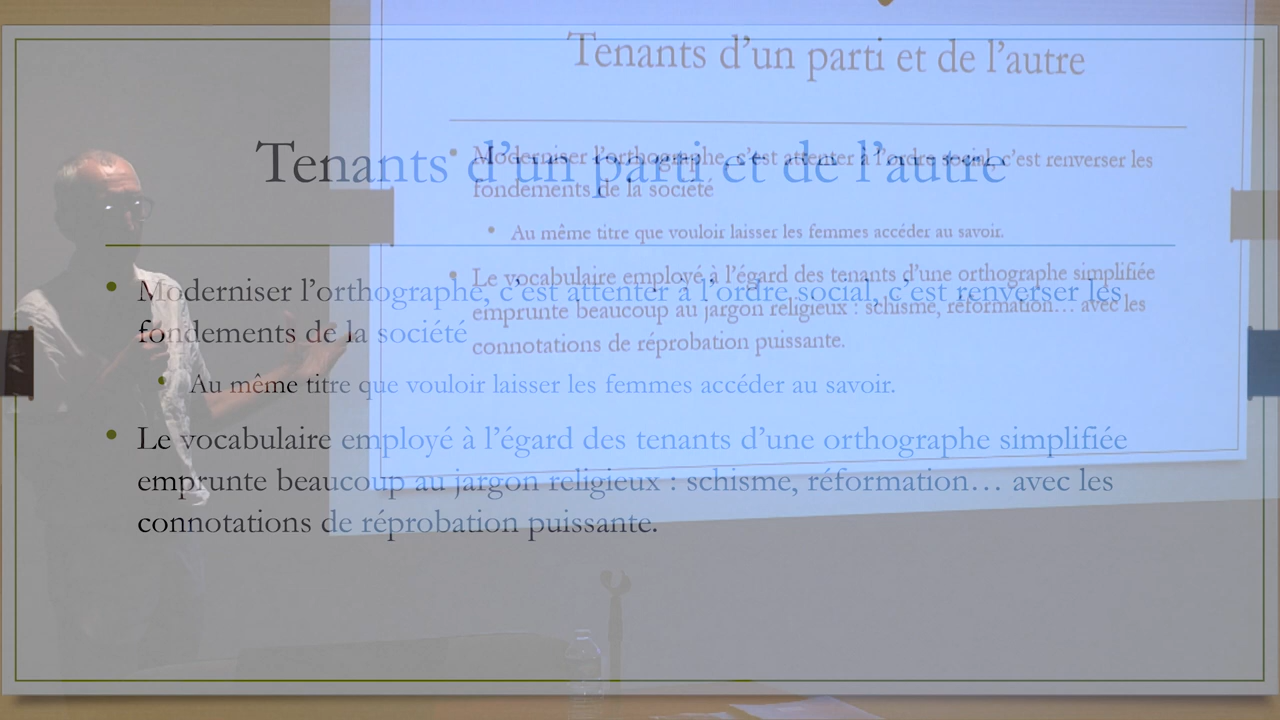 Tenants d'un parti et de l'autre
Moderniser l'orthographe, c'est attenter à l'ordre social, c'est renverser les
fondements de la société
Au même titre que vouloir laisser les femmes accéder au savoir.
Le vocabulaire employé à l'égard des tenants d'une orthographe simplifiée
emprunte beaucoup au jargon religieux : schisme, réformation… avec les
connotations de réprobation puissante.
Tenants d'un parti et de l'autre
Moderniser l'orthographe, c'est attenter à l'ordre social, c'est renverser les
fondements de la société
Au même titre que vouloir laisser les femmes accéder au savoir.
Le vocabulaire employé à l'égard des tenants d'une orthographe simplifiée
emprunte beaucoup au jargon religieux : schisme, réformation… avec les
connotations de réprobation puissante.